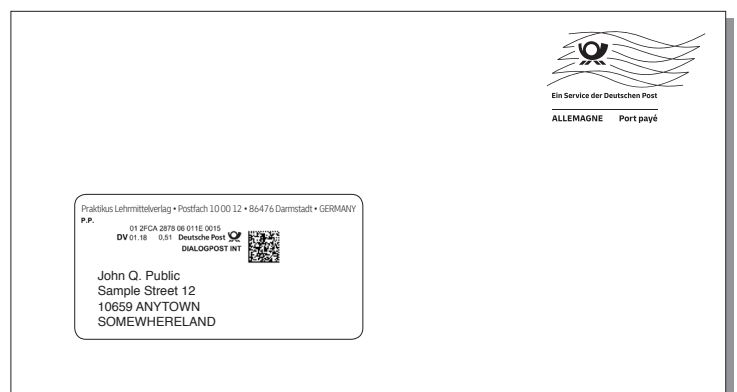 Ein Service der Deutschen Post
ALLEMAGNE Port payé
Praktikus Lehrmittelverlag • Postfach 10 00 12 • 86476 Darmstadt • GERMANY
P.P.
01 2FCA 2878 06 011E 0015
DV 01.18 0,51 Deutsche Post
DIALOGPOST INT
John Q. Public
Sample Street 12
10659 ANYTOWN
SOMEWHERELAND